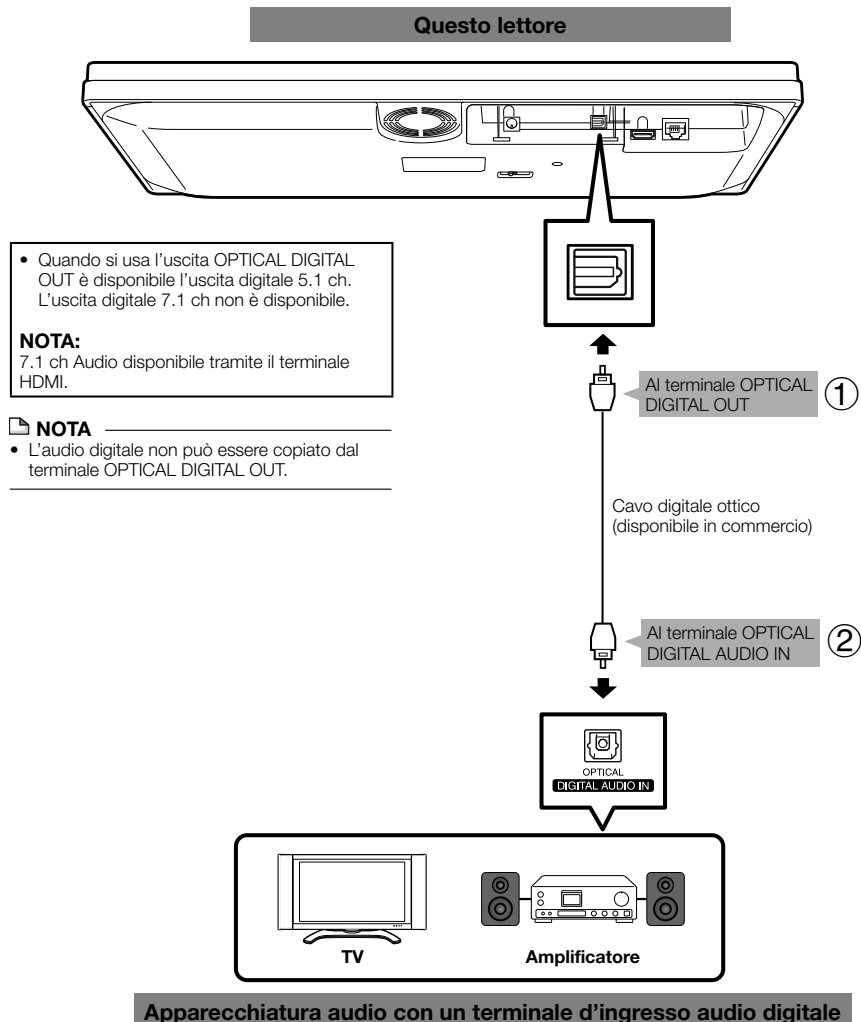 Questo lettore
• Quando si usa l'uscita OPTICAL DIGITAL
OUT è disponibile l'uscita digitale 5.1 ch.
L'uscita digitale 7.1 ch non è disponibile.
NOTA:
7.1 ch Audio disponibile tramite il terminale
HDMI.
NOTA
• L'audio digitale non può essere copiato dal
terminale OPTICAL DIGITAL OUT.
Al terminale OPTICAL
DIGITAL OUT
①
Cavo digitale ottico
(disponibile in commercio)
Al terminale OPTICAL
DIGITAL AUDIO IN
②
OPTICAL
DIGITAL AUDIO IN
TV
Amplificatore
Apparecchiatura audio con un terminale d'ingresso audio digitale